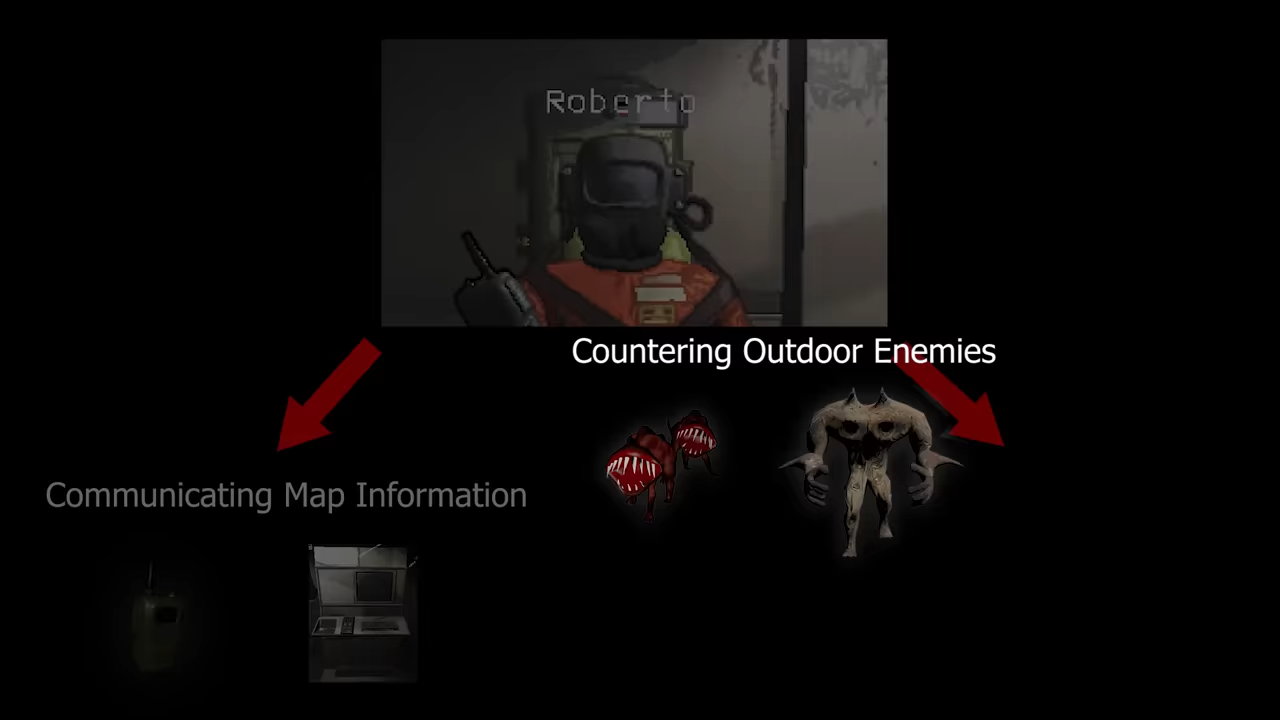 Roberto
Countering Outdoor Enemies
Communicating Map Information